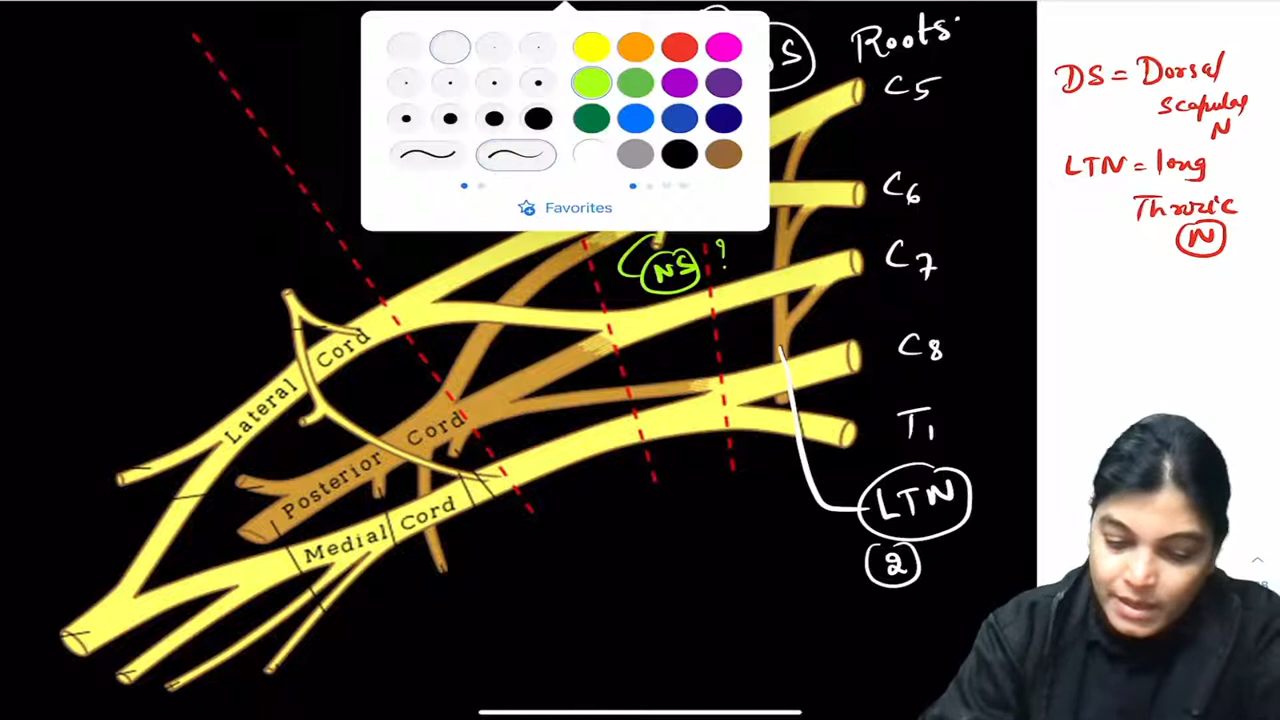 Roots
C5
C6
C7
C8
T1
LTN
2
S
NS ?
Favorites
Lateral Cord
Posterior Cord
Medial Cord
DS = Dorsal
Scapular
N
LTN = long
N